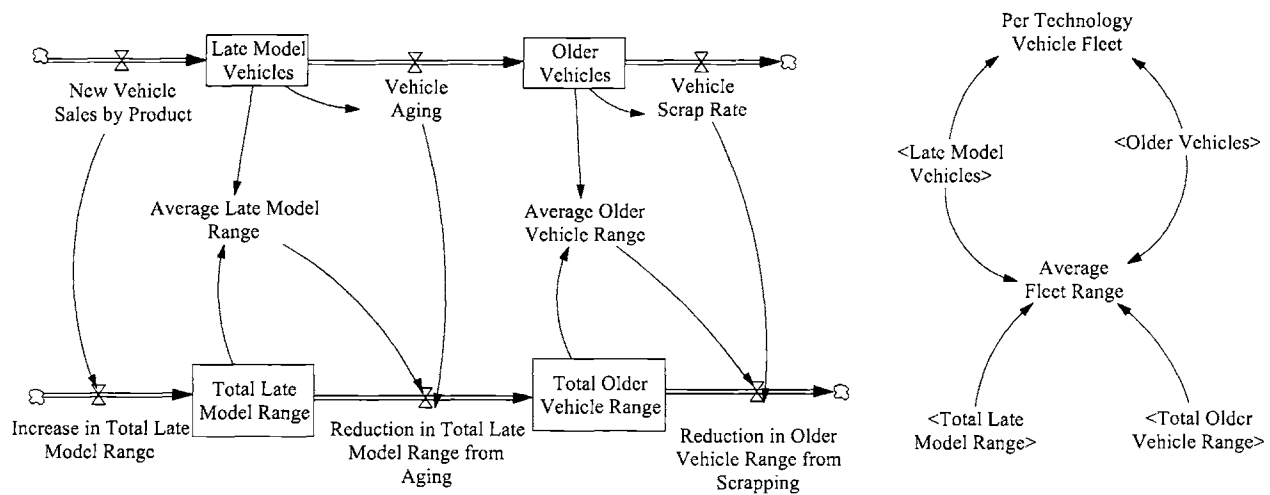 Late Model
Vehicles
Older
Vehicles
New Vehicle
Sales by Product
Vehicle
Aging
Vehicle
Scrap Rate
Average Late Model
Range
Average Older
Vehicle Range
Total Late
Model Range
Total Older
Vehicle Range
Increase in Total Late
Model Range
Reduction in Total Late
Model Range from
Aging
Reduction in Older
Vehicle Range from
Scrapping
Per Technology
Vehicle Fleet
<Late Model
Vehicles>
<Older Vehicles>
Average
Fleet Range
<Total Late
Model Range>
<Total Older
Vehicle Range>